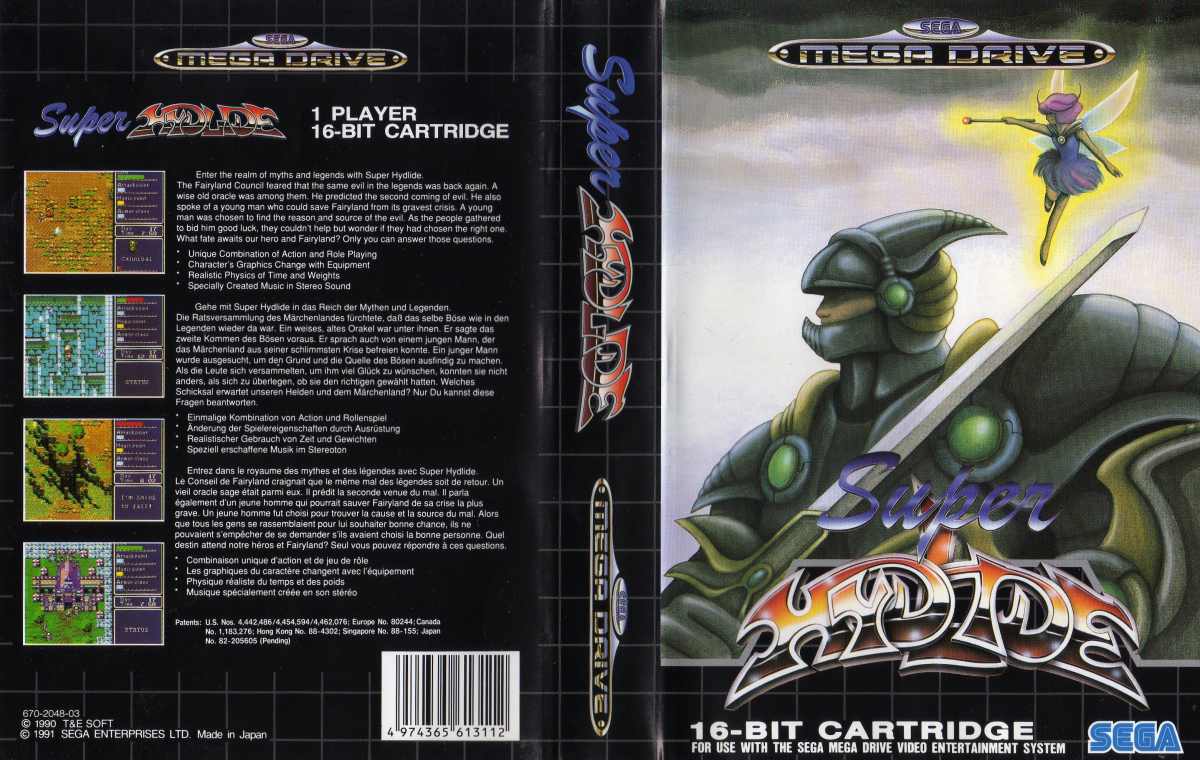 SEGA
MEGA DRIVE
Super HYDLIDE
1 PLAYER
16-BIT CARTRIDGE
Enter the realm of myths and legends with Super Hydlide.
The Fairyland Council feared that the same evil in the legends was back again. A
wise old oracle was among them. He predicted the second coming of evil. He also
spoke of a young man who could save Fairyland from its gravest crisis. A young
man was chosen to find the reason and source of the evil. As the people gathered
to bid him good luck, they couldn't help but wonder if they had chosen the right one.
What fate awaits our hero and Fairyland? Only you can answer those questions.
* Unique Combination of Action and Role Playing
* Character's Graphics Change with Equipment
* Realistic Physics of Time and Weights
* Specially Created Music in Stereo Sound
Gehe mit Super Hydlide in das Reich der Mythen und Legenden.
Die Ratsversammlung des Märchenlandes fürchtete, daß das selbe Böse wie in den
Legenden wieder da war. Ein weises, altes Orakel war unter ihnen. Er sagte das
zweite Kommen des Bösen voraus. Er sprach auch von einem jungen Man, der
das Märchenland aus seiner schlimmsten Krise befreien konnte. Ein junger Mann
wurde ausgesucht, um den Grund und die Quelle des Bösen ausfindig zu machen.
Als die Leute sich versammelten, um ihm viel Glück zu wünschen, konnten sie nicht
anders, als sich zu überlegen, ob sie den richtigen gewählt hatten. Welches
Schicksal erwartet unseren Helden und dem Märchenland? Nur Du kannst diese
Fragen beantworten.
* Einmalige Kombination von Action und Rollenspiel
* Änderung der Spielereigenschaften durch Ausrüstung
* Realistischer Gebrauch von Zeit und Gewichten
* Speziell erschaffene Musik im Stereoton
Entrez dans le royaume des mythes et des légendes avec Super Hydlide.
Le Conseil de Fairyland craignait que le même mal des légendes soit de retour. Un
vieil oracle sage était parmi eux. Il prédit la seconde venue du mal. Il parla
également d'un jeune homme qui pourrait sauver Fairyland de sa crise la plus
grave. Un jeune homme fut choisi pour trouver la cause et la source du mal. Alors
que tous les gens se rassemblaient pour lui souhaiter bonne chance, ils ne
pouvaient s'empêcher de se demander s'ils avaient choisi la bonne personne. Quel
destin attend notre héros et Fairyland? Seul vous pouvez répondre à ces questions.
* Combinaison unique d'action et de jeu de rôle
* Les graphiques du caractère changent avec l'équipement
* Physique réaliste du temps et des poids
* Musique spécialement créée en son stéréo
Patents: U.S. Nos. 4,442,486/4,454,594/4,462,076; Europe No. 80244; Canada
No. 1,183,276; Hong Kong No. 88-4302; Singapore No. 88-155; Japan
No. 82-205605 (Pending)
STATUS
I'm going
to fall!
STATUS
670-2048-03
© 1990 T&E SOFT
© 1991 SEGA ENTERPRISES LTD. Made in Japan
4 974365 613112
Super HYDLIDE
SEGA
MEGA DRIVE
SEGA
MEGA DRIVE
Super
HYDLIDE
16-BIT CARTRIDGE
FOR USE WITH THE SEGA MEGA DRIVE VIDEO ENTERTAINMENT SYSTEM
SEGA